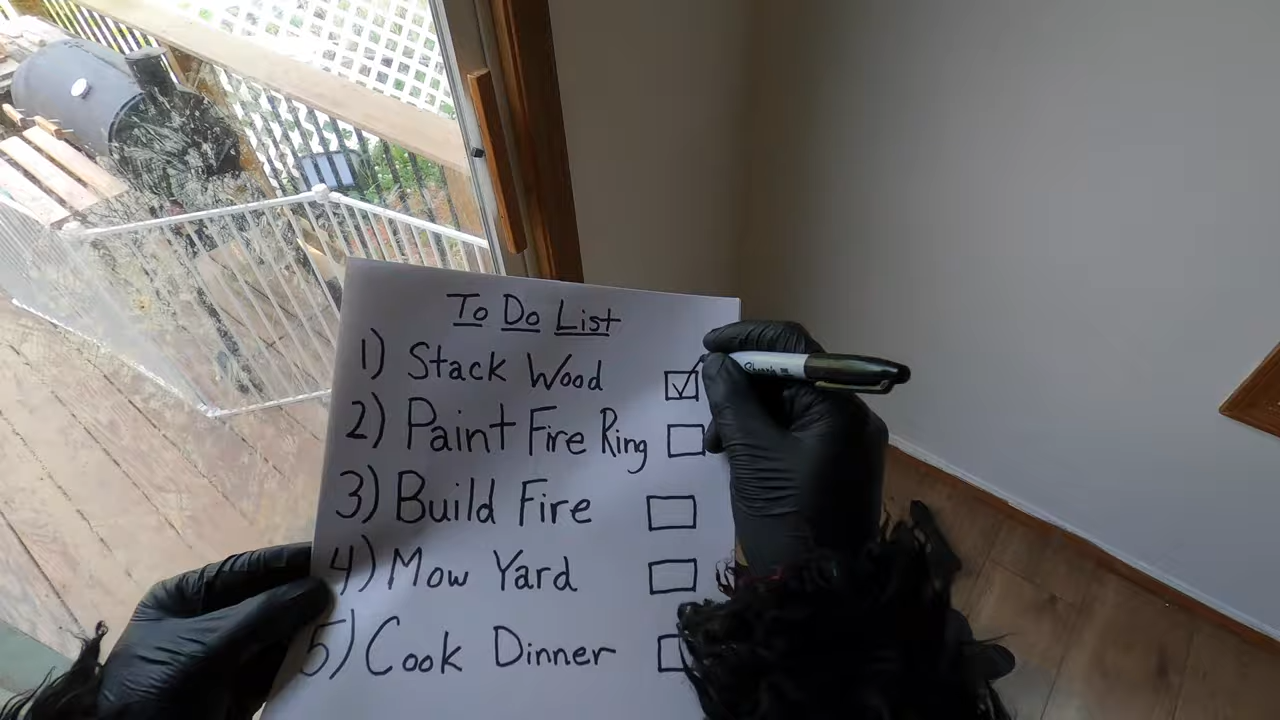 To Do List
1) Stack Wood
2) Paint Fire Ring
3) Build Fire
4) Mow Yard
5) Cook Dinner
Sharpie